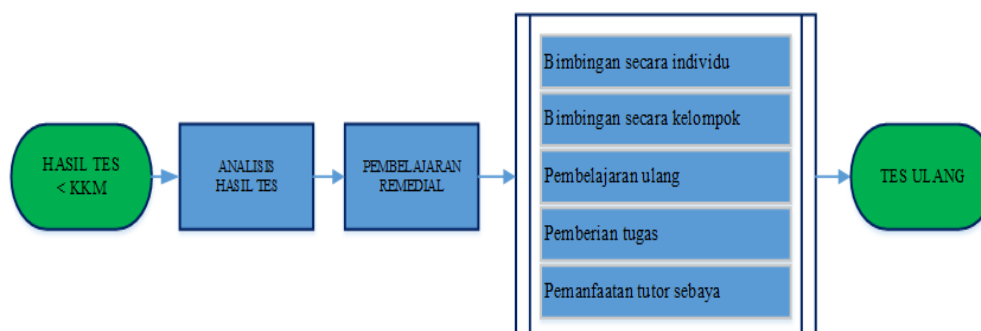 HASIL TES
< KKM
ANALISIS
HASIL TES
PEMBELAJARAN
REMEDIAL
Bimbingan secara individu
Bimbingan secara kelompok
Pembelajaran ulang
Pemberian tugas
Pemanfaatan tutor sebaya
TES ULANG